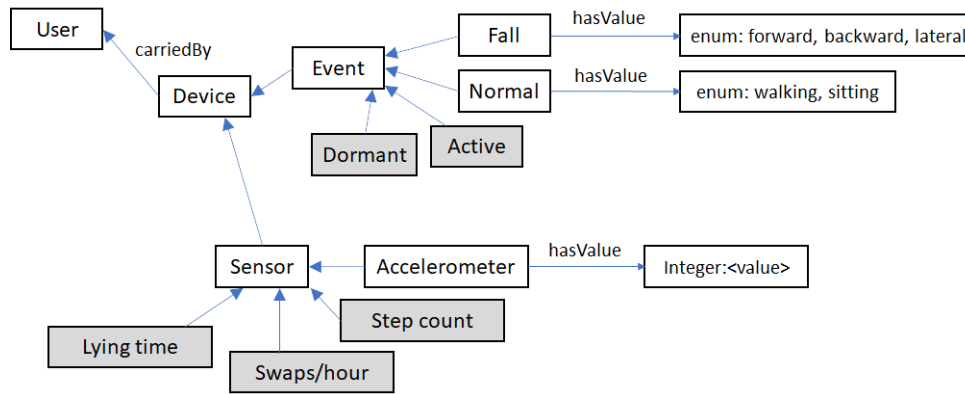 User
carriedBy
Device
Event
Fall
hasValue
enum: forward, backward, lateral
Normal
hasValue
enum: walking, sitting
Dormant
Active
Sensor
Accelerometer
hasValue
Integer:<value>
Lying time
Swaps/hour
Step count